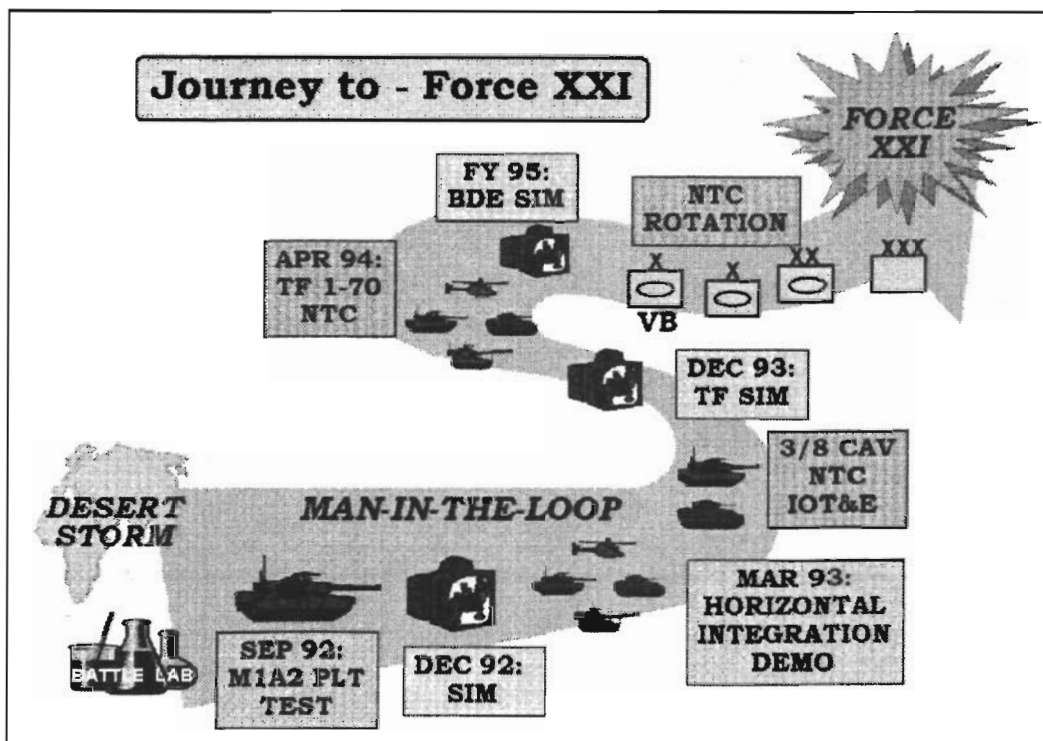 Journey to - Force XXI
FORCE
XXI
FY 95:
BDE SIM
NTC
ROTATION
APR 94:
TF 1-70
NTC
X
X
XX
XXX
VB
DEC 93:
TF SIM
3/8 CAV
NTC
IOT&E
DESERT
STORM
MAN-IN-THE-LOOP
MAR 93:
HORIZONTAL
INTEGRATION
DEMO
BATTLE LAB
SEP 92:
M1A2 PLT
TEST
DEC 92:
SIM